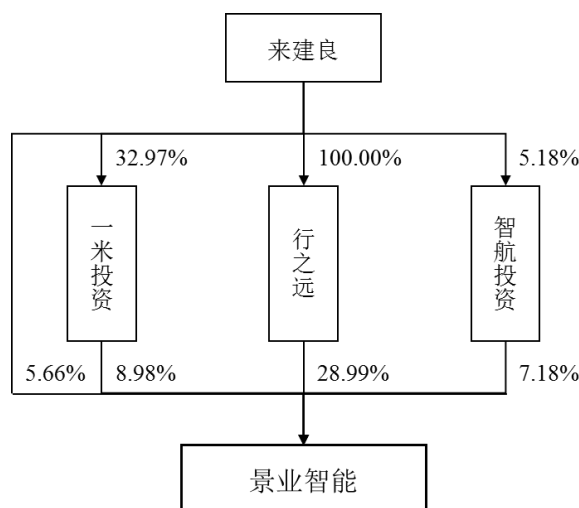 来建良
32.97%
100.00%
5.18%
一米投资
行之远
智航投资
5.66%
8.98%
28.99%
7.18%
景业智能